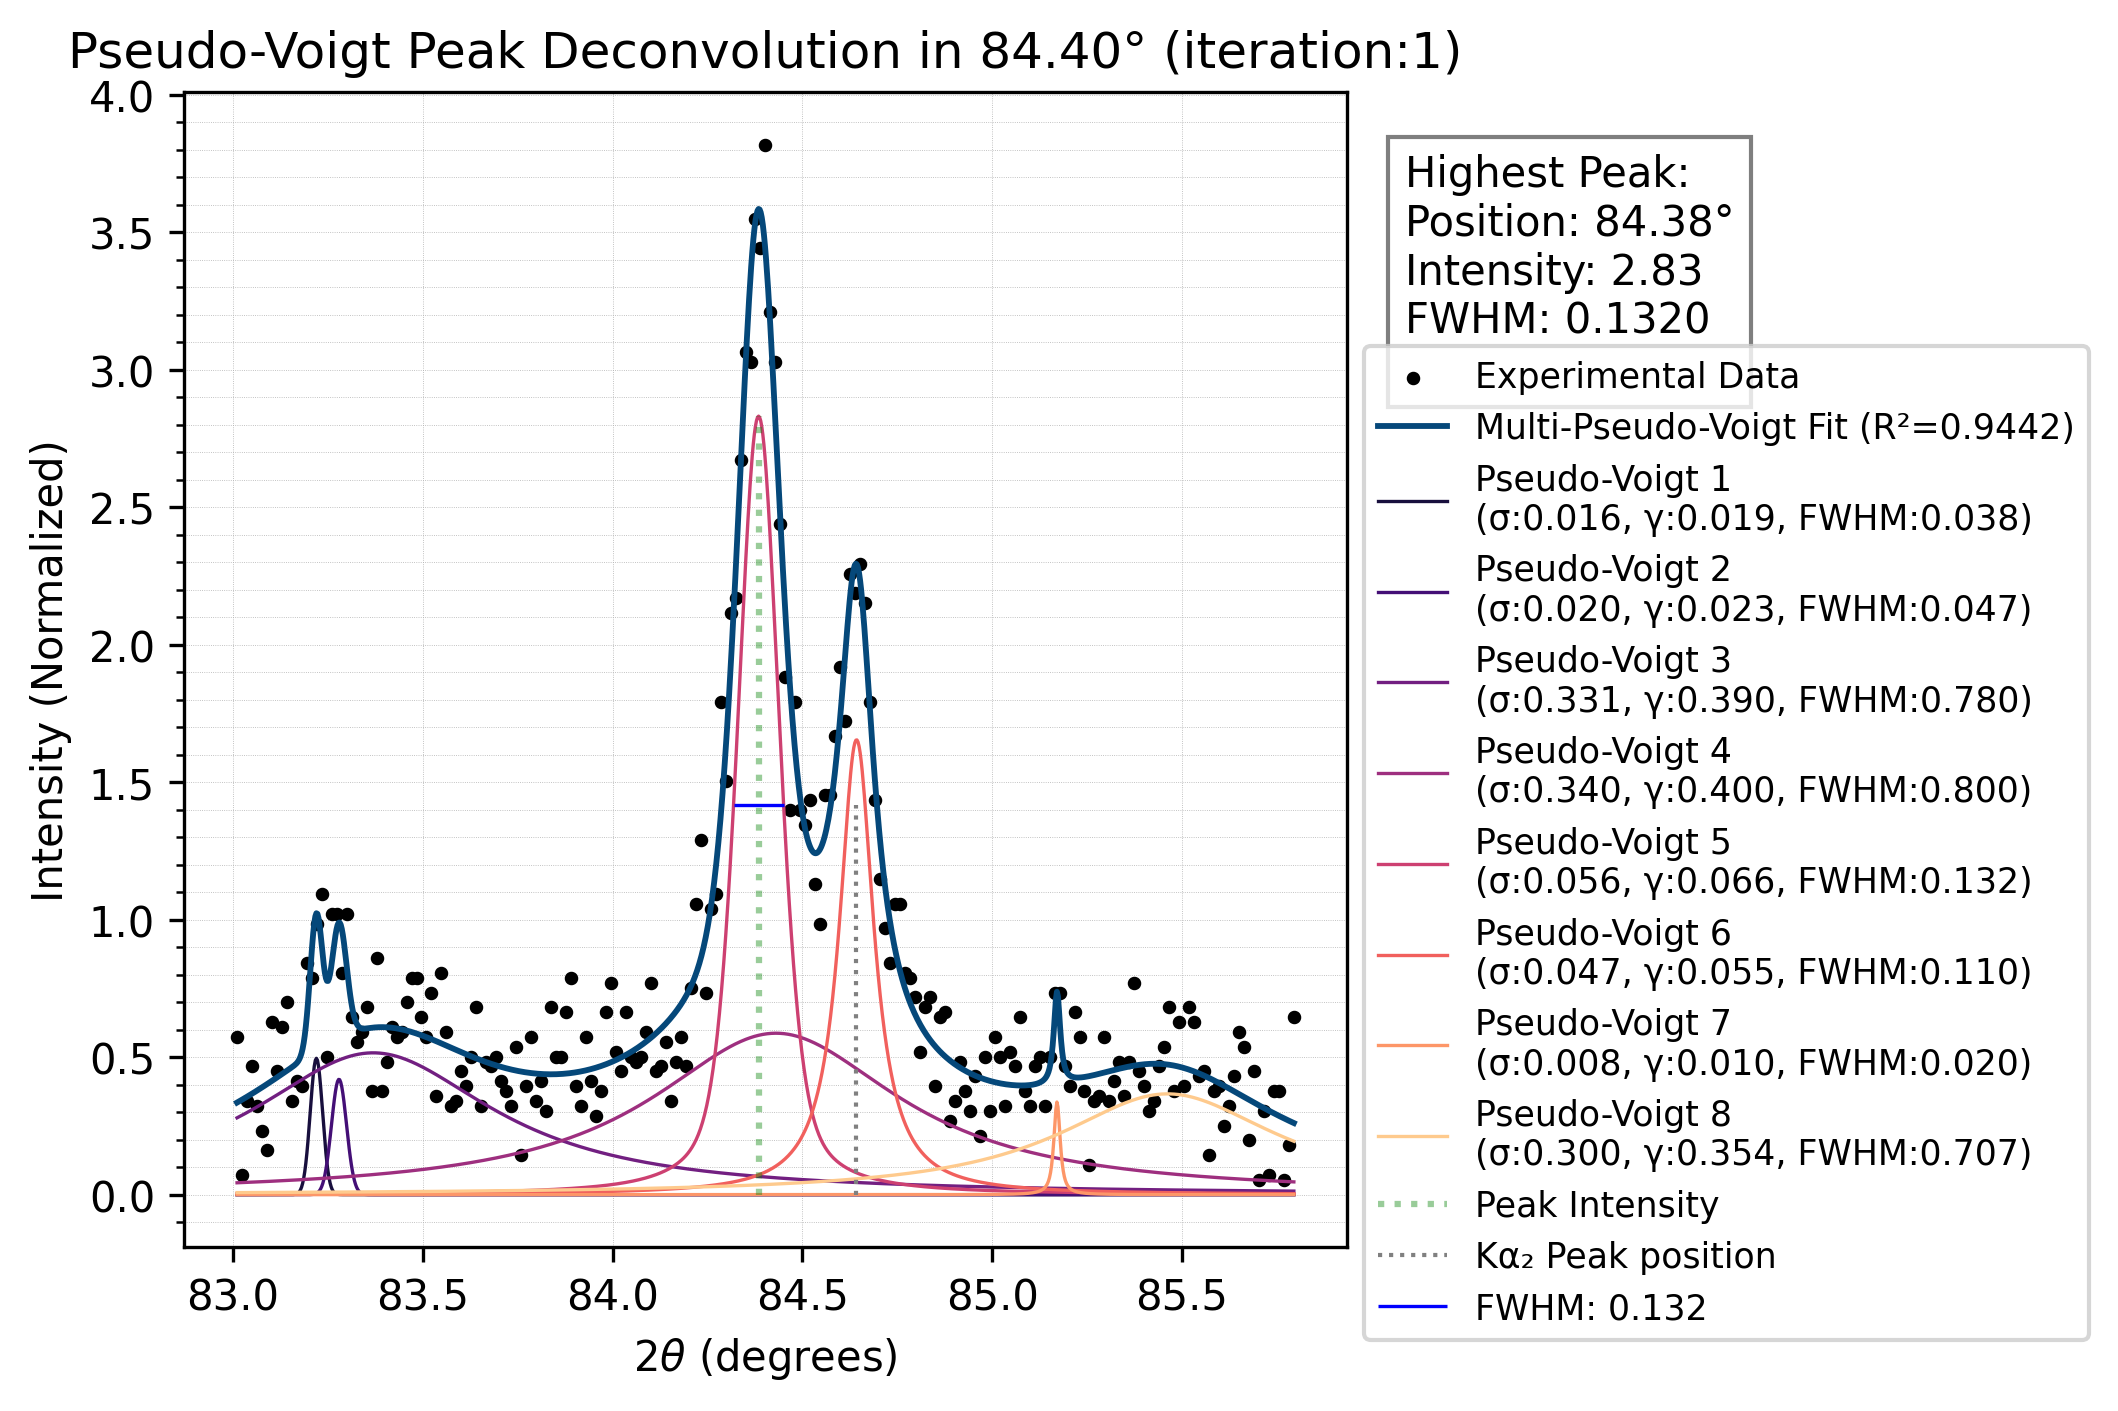 Pseudo-Voigt Peak Deconvolution in 84.40° (iteration:1)
4.0
3.5
3.0
2.5
2.0
1.5
1.0
0.5
0.0
Intensity (Normalized)
83.0 83.5 84.0 84.5 85.0 85.5
2θ (degrees)
Highest Peak:
Position: 84.38°
Intensity: 2.83
FWHM: 0.1320
Experimental Data
Multi-Pseudo-Voigt Fit (R²=0.9442)
Pseudo-Voigt 1
(σ:0.016, γ:0.019, FWHM:0.038)
Pseudo-Voigt 2
(σ:0.020, γ:0.023, FWHM:0.047)
Pseudo-Voigt 3
(σ:0.331, γ:0.390, FWHM:0.780)
Pseudo-Voigt 4
(σ:0.340, γ:0.400, FWHM:0.800)
Pseudo-Voigt 5
(σ:0.056, γ:0.066, FWHM:0.132)
Pseudo-Voigt 6
(σ:0.047, γ:0.055, FWHM:0.110)
Pseudo-Voigt 7
(σ:0.008, γ:0.010, FWHM:0.020)
Pseudo-Voigt 8
(σ:0.300, γ:0.354, FWHM:0.707)
Peak Intensity
Kα₂ Peak position
FWHM: 0.132